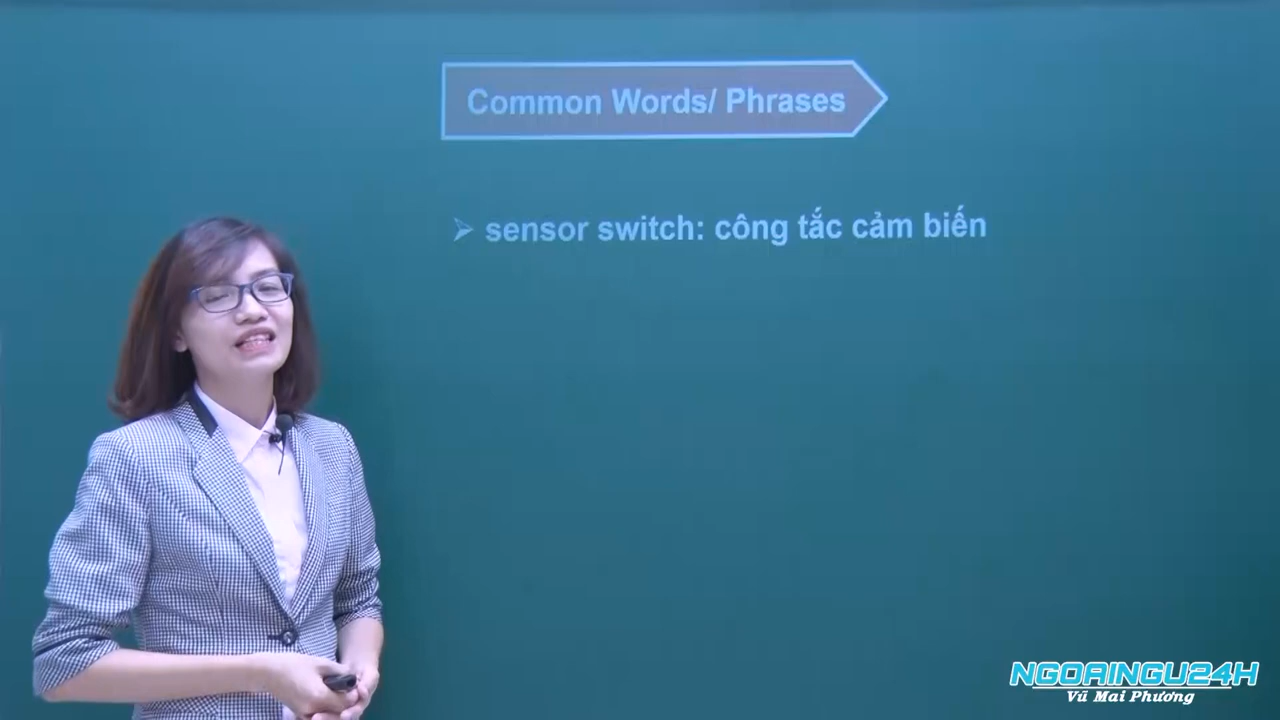 Common Words/ Phrases
sensor switch: công tắc cảm biến
NGOAINGU24H
Vũ Mai Phương